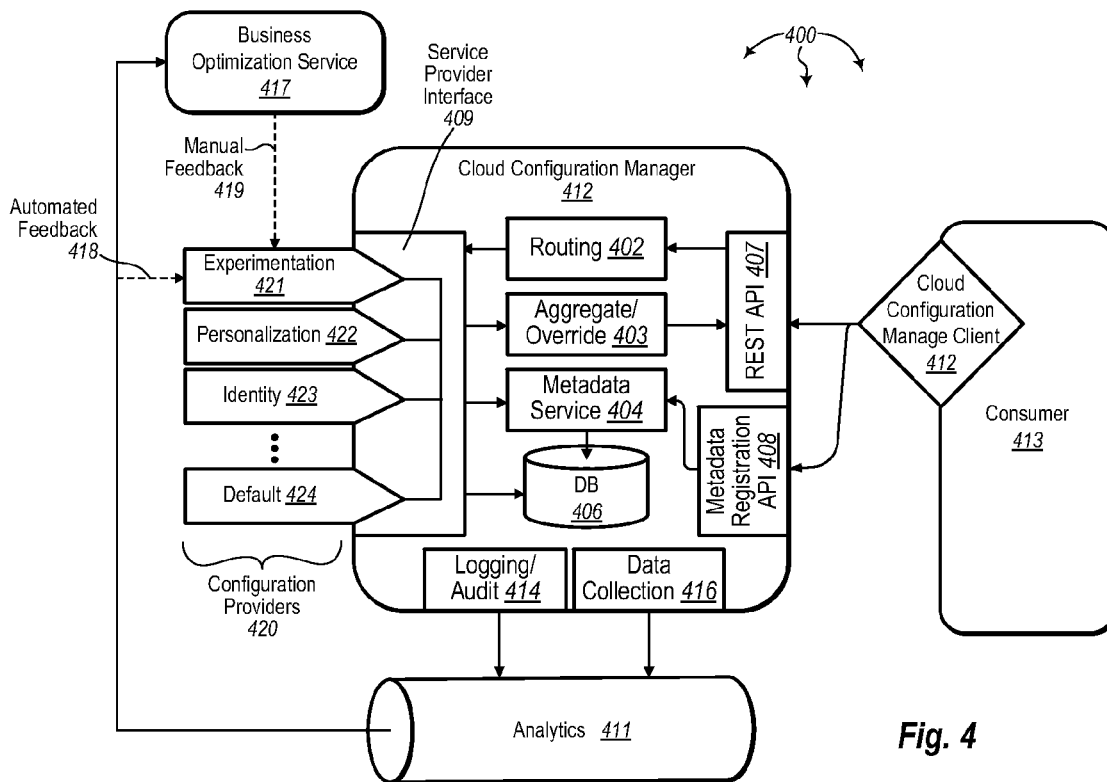 Business
Optimization Service
417
400
Service
Provider
Interface
409
Manual
Feedback
419
Automated
Feedback
418
Cloud Configuration Manager
412
Routing 402
Aggregate/
Override 403
Metadata
Service 404
DB
406
REST API 407
Metadata
Registration
API 408
Cloud
Configuration
Manage Client
412
Consumer
413
Experimentation
421
Personalization 422
Identity 423
Default 424
Configuration
Providers
420
Logging/
Audit 414
Data
Collection 416
Analytics 411
Fig. 4